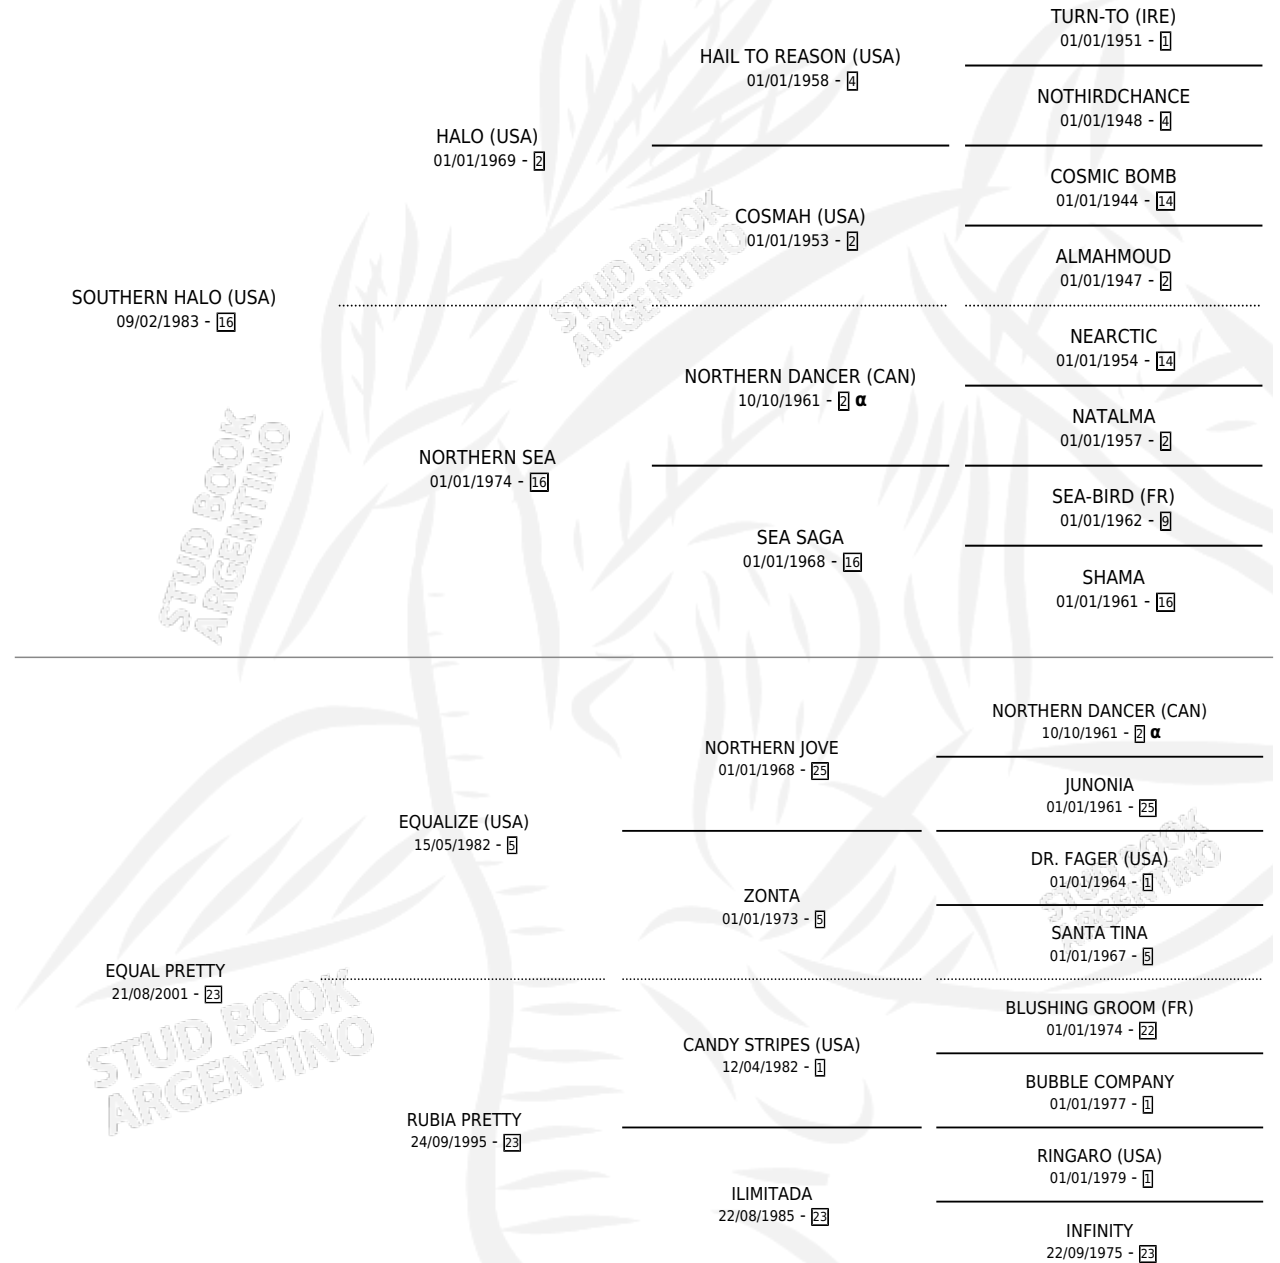 TURN-TO (IRE)
01/01/1951 - 1
HAIL TO REASON (USA)
01/01/1958 - 4
NOTHIRDCHANCE
01/01/1948 - 4
HALO (USA)
01/01/1969 - 2
COSMIC BOMB
01/01/1944 - 14
COSMAH (USA)
01/01/1953 - 2
ALMAHMOUD
01/01/1947 - 2
SOUTHERN HALO (USA)
09/02/1983 - 16
NEARCTIC
01/01/1954 - 14
NORTHERN DANCER (CAN)
10/10/1961 - 2 α
NATALMA
01/01/1957 - 2
NORTHERN SEA
01/01/1974 - 16
SEA-BIRD (FR)
01/01/1962 - 9
SEA SAGA
01/01/1968 - 16
SHAMA
01/01/1961 - 16
NORTHERN DANCER (CAN)
10/10/1961 - 2 α
NORTHERN JOVE
01/01/1968 - 25
JUNONIA
01/01/1961 - 25
EQUALIZE (USA)
15/05/1982 - 5
DR. FAGER (USA)
01/01/1964 - 1
ZONTA
01/01/1973 - 5
SANTA TINA
01/01/1967 - 5
EQUAL PRETTY
21/08/2001 - 23
BLUSHING GROOM (FR)
01/01/1974 - 22
CANDY STRIPES (USA)
12/04/1982 - 1
BUBBLE COMPANY
01/01/1977 - 1
RUBIA PRETTY
24/09/1995 - 23
RINGARO (USA)
01/01/1979 - 1
ILIMITADA
22/08/1985 - 23
INFINITY
22/09/1975 - 23
STUD BOOK
ARGENTINO
STUD BOOK
ARGENTINO
STUD BOOK
ARGENTINO
STUD BOOK
ARGENTINO